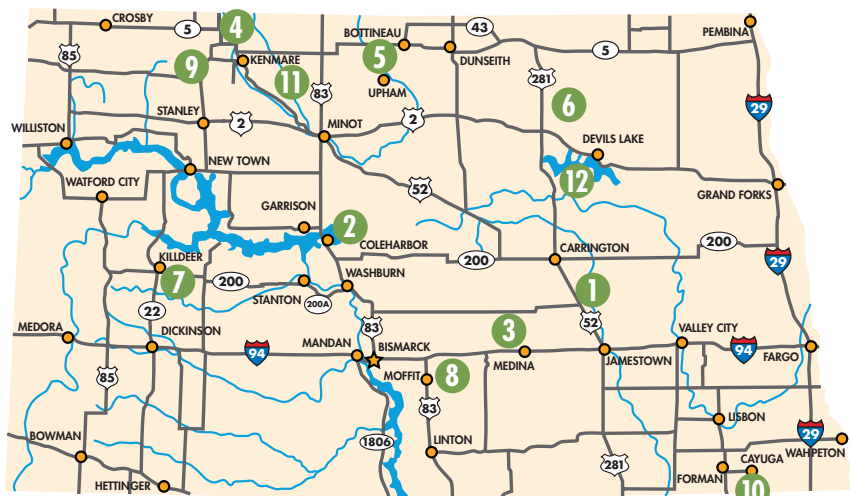 CROSBY
5
4
BOTTINEAU
43
PEMBINA
85
9
KENMARE
5
DUNSEITH
5
11
83
UPHAM
281
6
29
STANLEY
2
MINOT
2
WILLISTON
DEVILS LAKE
NEW TOWN
12
WATFORD CITY
52
GRAND FORKS
GARRISON
2
COLEHARBOR
CARRINGTON
200
KILLDEER
200
29
7
200
WASHBURN
STANTON
200A
1
22
83
52
3
MEDORA
DICKINSON
MANDAN
BISMARCK
VALLEY CITY
94
MEDINA
JAMESTOWN
94
FARGO
85
MOFFIT
8
83
LISBON
BOWMAN
1806
LINTON
29
WAHPETON
281
CAYUGA
FORMAN
HETTINGER
10